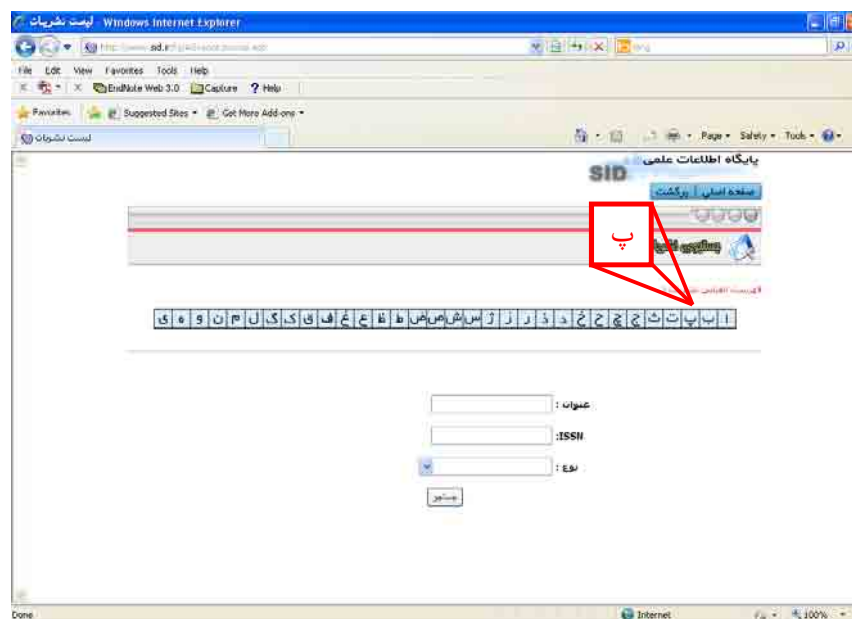 لیست نشریات - Windows Internet Explorer
File Edit View Favorites Tools Help
EndNote Web 3.0 Capture ? Help
Favorites Suggested Sites Get More Add-ons
لیست نشریات Page Safety Tools
پایگاه اطلاعات علمی
SID
صفحه اصلی | برگشت
پ
جستجوی
ا ب پ ت ث ج چ ح خ د ذ ر ز ژ س ش ص ض ط ظ ع غ ف ق ک گ ل م ن و ه ی
عنوان :
ISSN:
نوع :
جستجو
Done Internet 100%